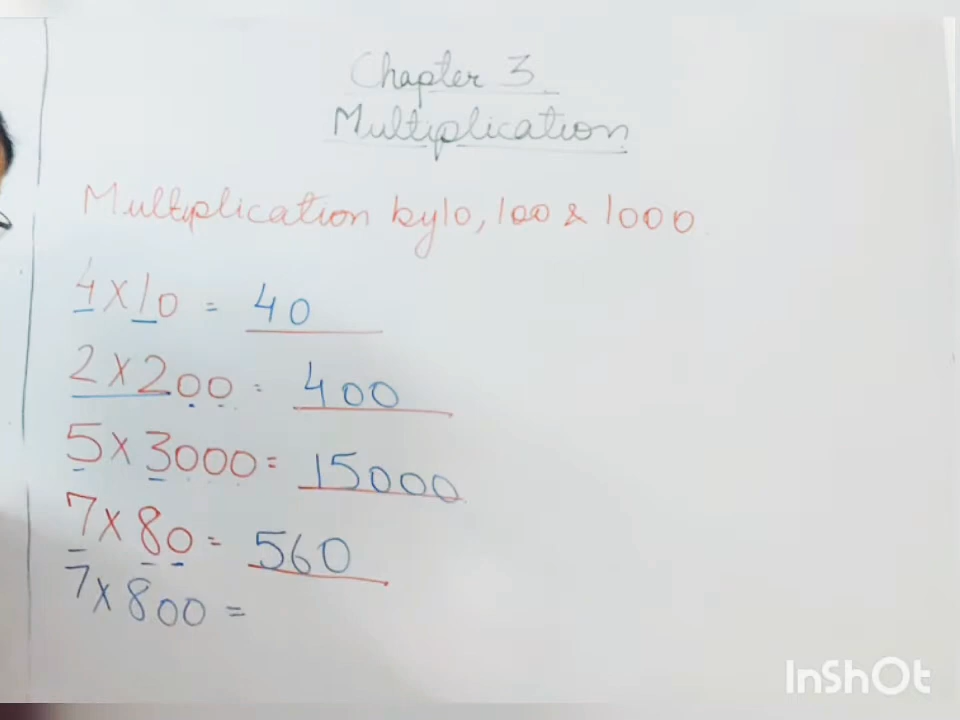 Chapter 3
Multiplication
Multiplication by 10, 100 & 1000
4 X 10 = 40
2 X 200 = 400
5 X 3000 = 15000
7 X 80 = 560
7 X 800 =
InShOt